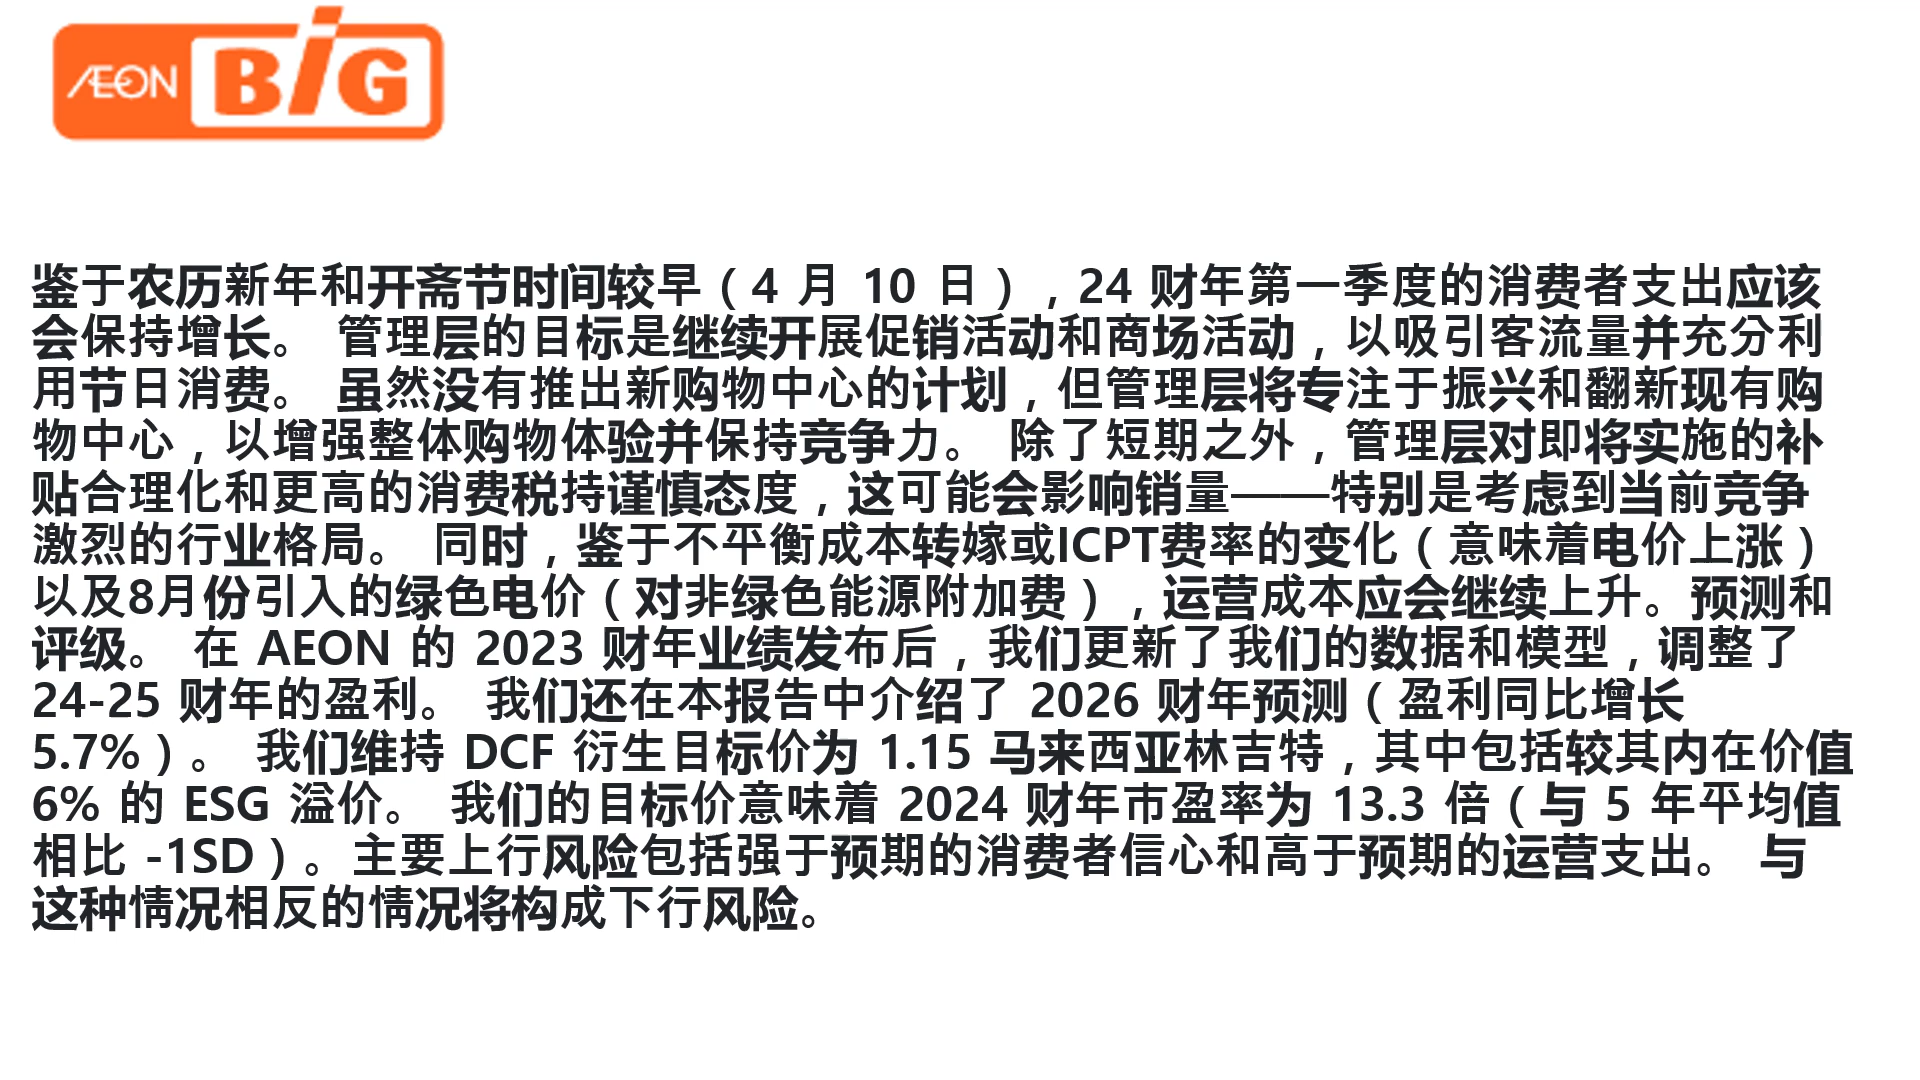 ÆON BiG
鉴于农历新年和开斋节时间较早（4 月 10 日），24 财年第一季度的消费者支出应该
会保持增长。 管理层的目标是继续开展促销活动和商场活动，以吸引客流量并充分利
用节日消费。 虽然没有推出新购物中心的计划，但管理层将专注于振兴和翻新现有购
物中心，以增强整体购物体验并保持竞争力。 除了短期之外，管理层对即将实施的补
贴合理化和更高的消费税持谨慎态度，这可能会影响销量——特别是考虑到当前竞争
激烈的行业格局。 同时，鉴于不平衡成本转嫁或ICPT费率的变化（意味着电价上涨）
以及8月份引入的绿色电价（对非绿色能源附加费），运营成本应会继续上升。预测和
评级。 在 AEON 的 2023 财年业绩发布后，我们更新了我们的数据和模型，调整了
24-25 财年的盈利。 我们还在本报告中介绍了 2026 财年预测（盈利同比增长
5.7%）。 我们维持 DCF 衍生目标价为 1.15 马来西亚林吉特，其中包括较其内在价值
6% 的 ESG 溢价。 我们的目标价意味着 2024 财年市盈率为 13.3 倍（与 5 年平均值
相比 -1SD）。主要上行风险包括强于预期的消费者信心和高于预期的运营支出。 与
这种情况相反的情况将构成下行风险。